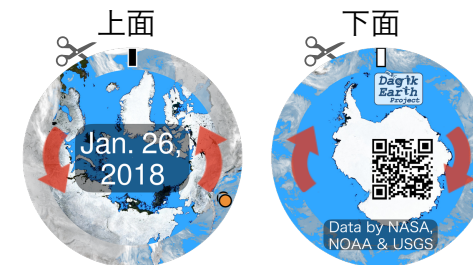 上面
下面
Jan. 26,
2018
Dagik
Earth
Project
Data by NASA,
NOAA & USGS